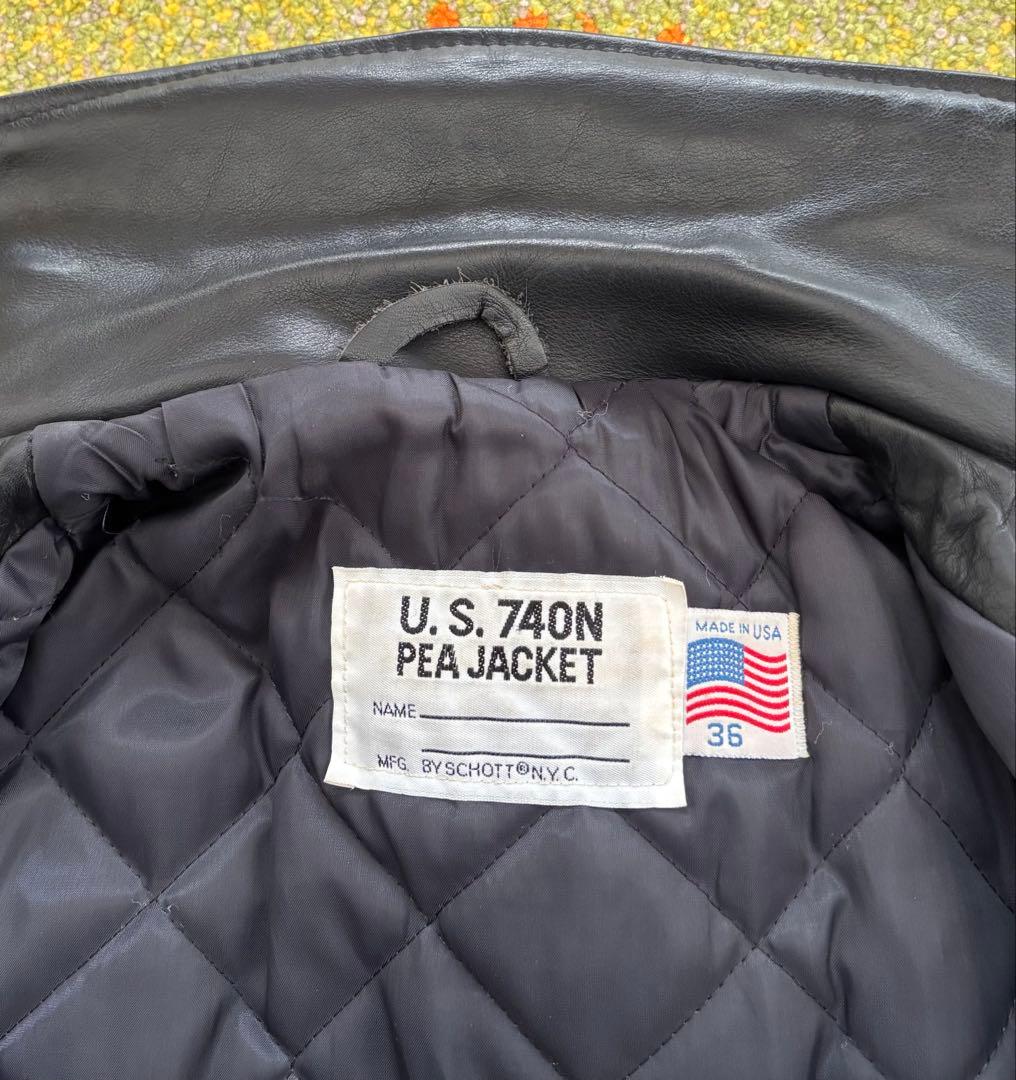 U. S. 740N
PEA JACKET
NAME
MFG. BY SCHOTT® N.Y.C.
MADE IN USA
36